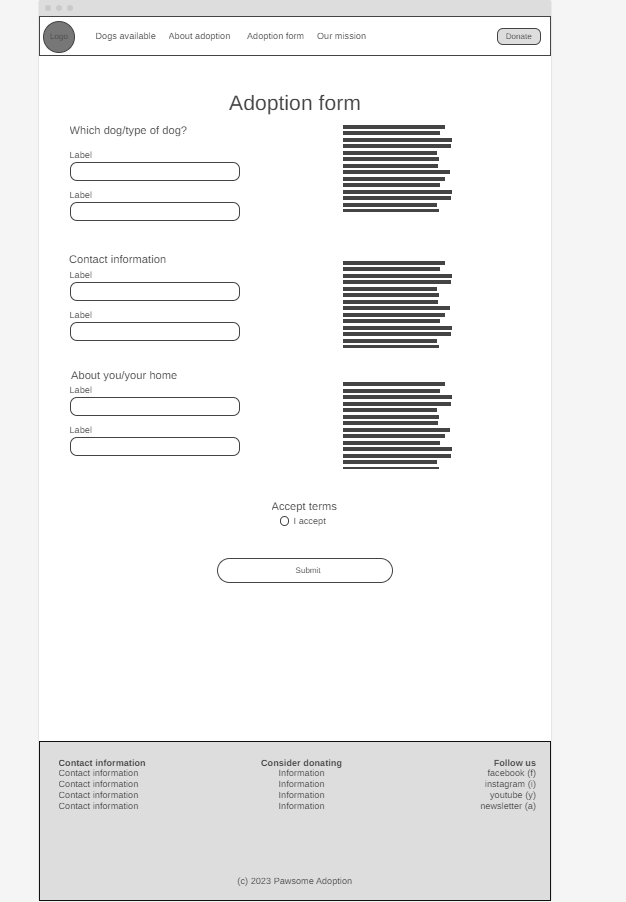 Logo
Dogs available About adoption Adoption form Our mission
Donate
Adoption form
Which dog/type of dog?
Label
Label
Contact information
Label
Label
About you/your home
Label
Label
Accept terms
I accept
Submit
Contact information
Contact information
Contact information
Contact information
Contact information
Consider donating
Information
Information
Information
Information
Follow us
facebook (f)
instagram (i)
youtube (y)
newsletter (a)
(c) 2023 Pawsome Adoption